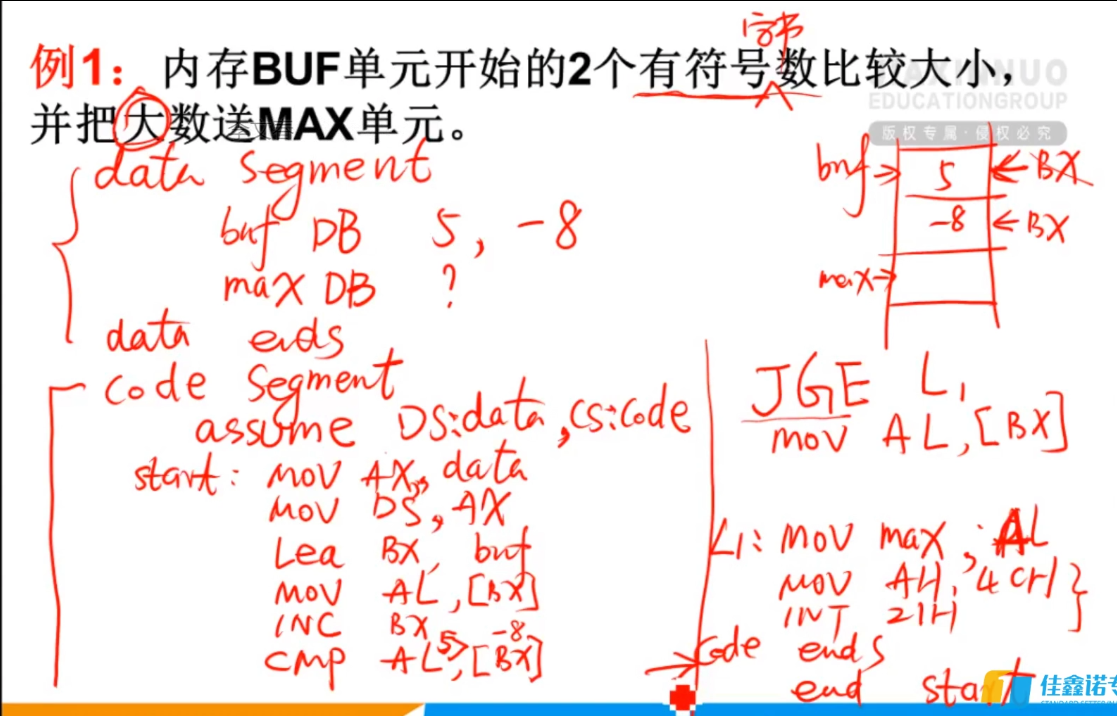 字节
例1：内存BUF单元开始的2个有符号数比较大小，
并把大数送MAX单元。
EDUCATIONGROUP
版权专属·侵权必究
data segment
buf DB 5, -8
max DB ?
data ends
code segment
assume DS:data,CS:code
start: MOV AX, data
MOV DS, AX
Lea BX, buf
MOV AL,[BX]
INC BX
CMP AL,[BX]
5> -8
buf→ 5 ←BX
-8 ←BX
max→
JGE L1
mov AL,[BX]
L1: mov max, AL
MOV AH, 4CH
INT 21H
code ends
end start
佳鑫诺专